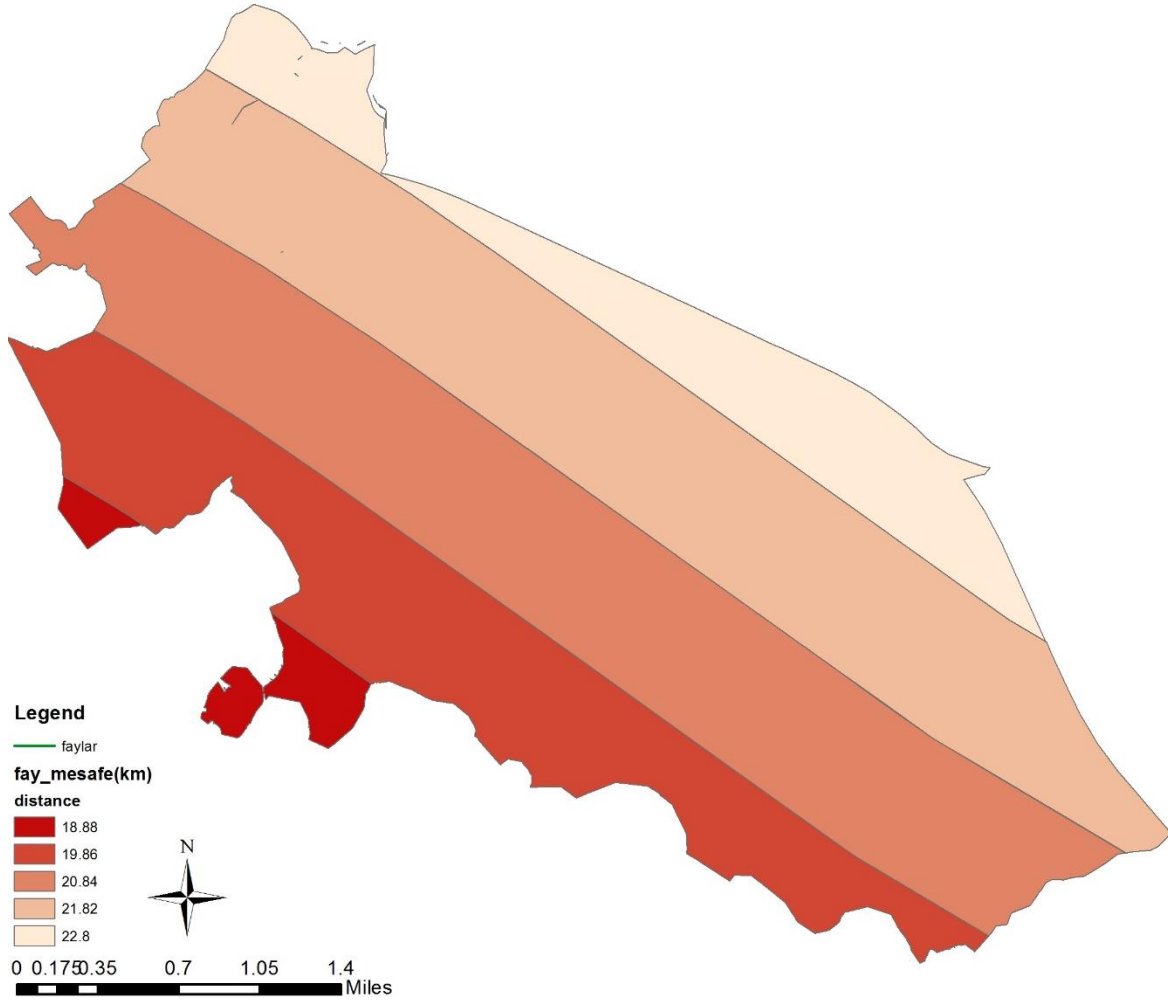 Legend
faylar
fay_mesafe(km)
distance
18.88
19.86
20.84
21.82
22.8
N
0 0.175 0.35 0.7 1.05 1.4
Miles